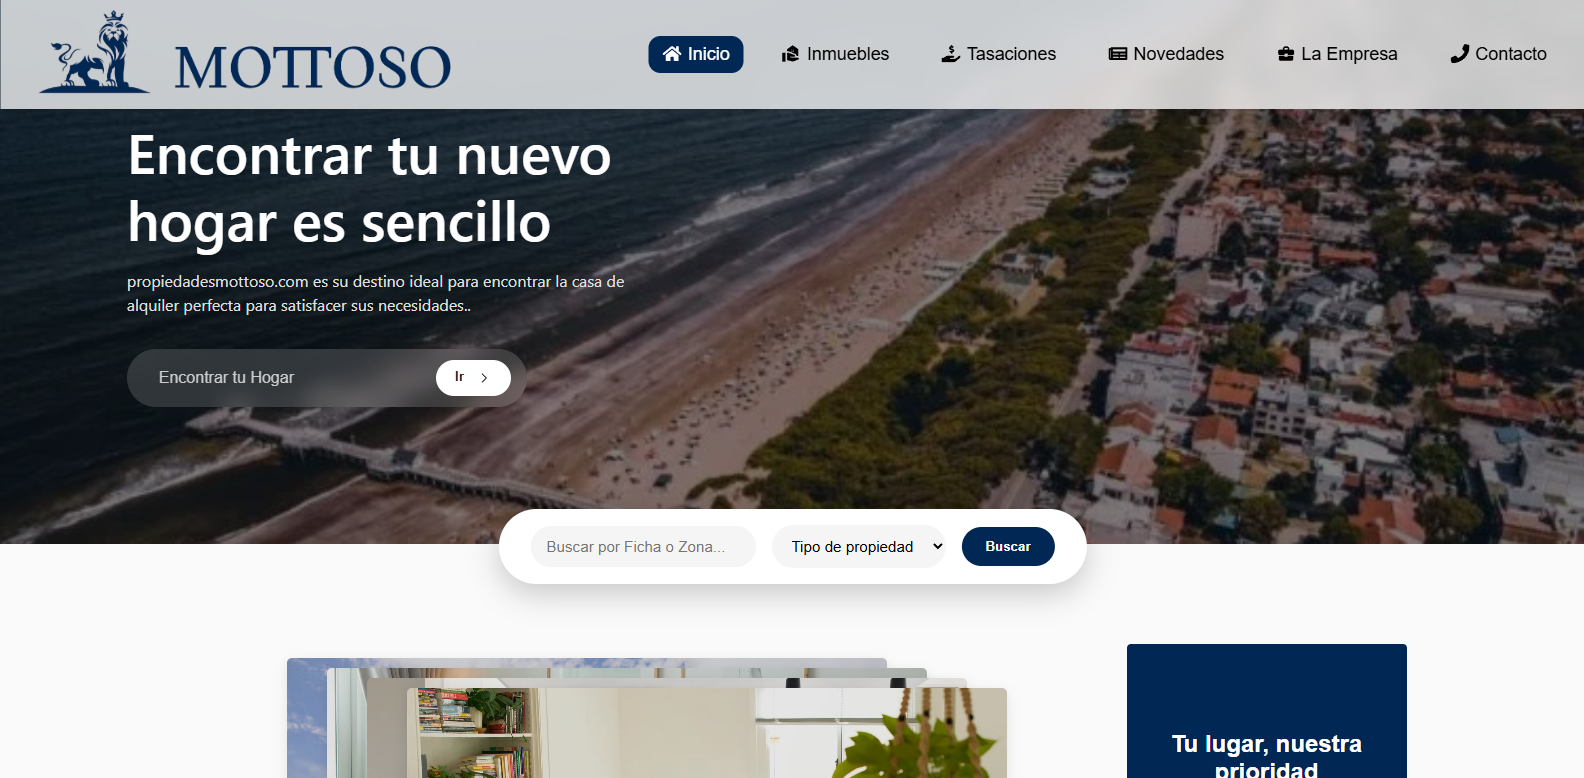 MOTTOSO
Inicio
Inmuebles
Tasaciones
Novedades
La Empresa
Contacto
Encontrar tu nuevo
hogar es sencillo
propiedadesmottoso.com es su destino ideal para encontrar la casa de
alquiler perfecta para satisfacer sus necesidades..
Encontrar tu Hogar
Ir
Buscar por Ficha o Zona...
Tipo de propiedad
Buscar
Tu lugar, nuestra
prioridad